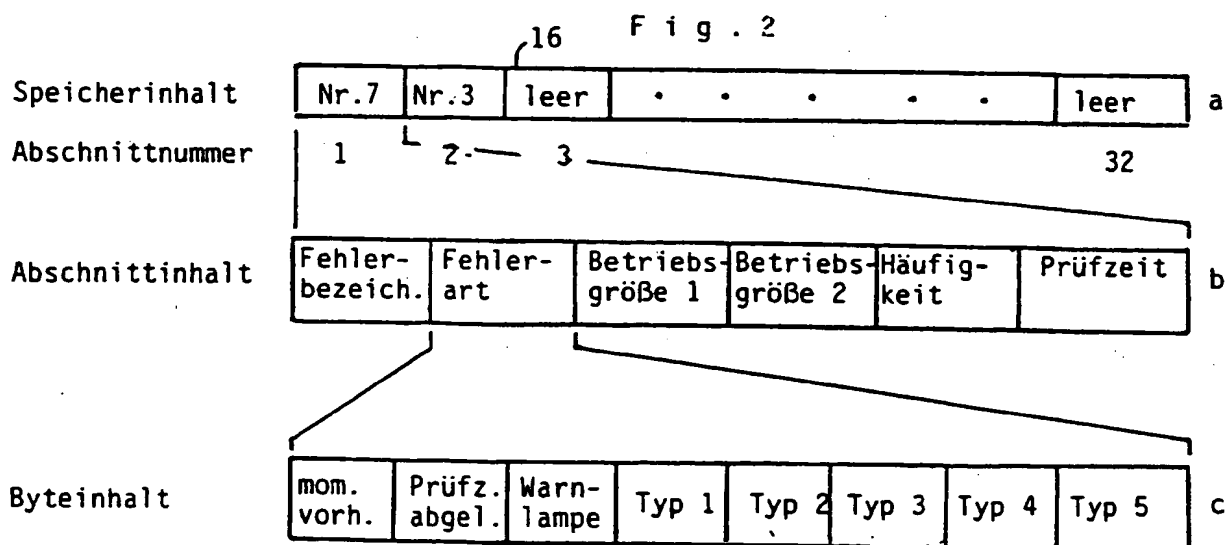 Fig. 2
16
Speicherinhalt Nr.7 Nr.3 leer . . . . . leer a
Abschnittnummer 1 2 3 32
Abschnittinhalt Fehler-bezeich. Fehler-art Betriebs-größe 1 Betriebs-größe 2 Häufig-keit Prüfzeit b
Byteinhalt mom. vorh. Prüfz. abgel. Warn-lampe Typ 1 Typ 2 Typ 3 Typ 4 Typ 5 c